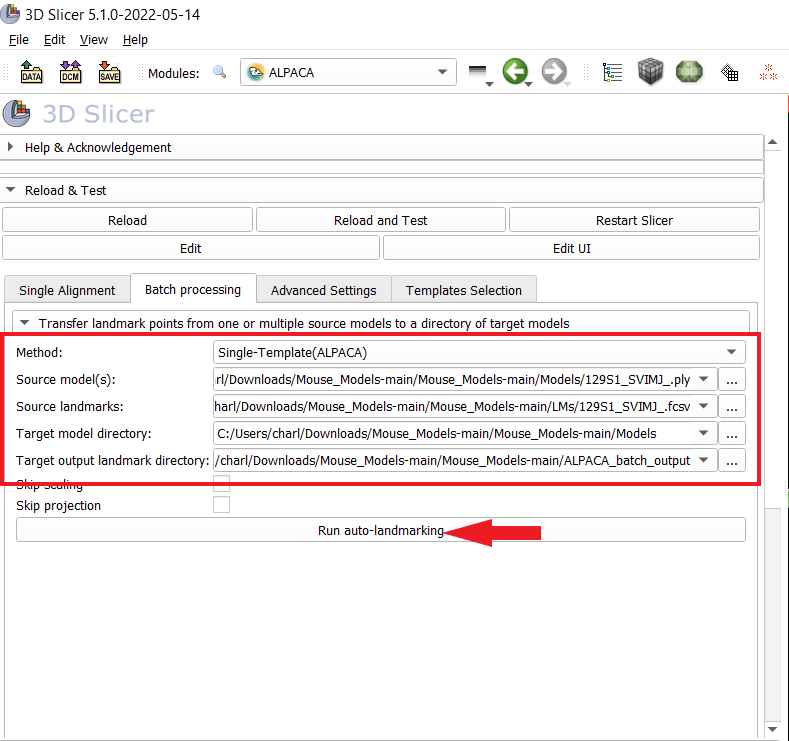 3D Slicer 5.1.0-2022-05-14
File Edit View Help
DATA DCM SAVE Modules: ALPACA
3D Slicer
Help & Acknowledgement
Reload & Test
Reload Reload and Test Restart Slicer
Edit Edit UI
Single Alignment Batch processing Advanced Settings Templates Selection
Transfer landmark points from one or multiple source models to a directory of target models
Method: Single-Template(ALPACA)
Source model(s): rl/Downloads/Mouse_Models-main/Mouse_Models-main/Models/129S1_SVIMJ_.ply ...
Source landmarks: harl/Downloads/Mouse_Models-main/Mouse_Models-main/LMs/129S1_SVIMJ_.fcsv ...
Target model directory: C:/Users/charl/Downloads/Mouse_Models-main/Mouse_Models-main/Models ...
Target output landmark directory: /charl/Downloads/Mouse_Models-main/Mouse_Models-main/ALPACA_batch_output ...
Skip scaling
Skip projection
Run auto-landmarking